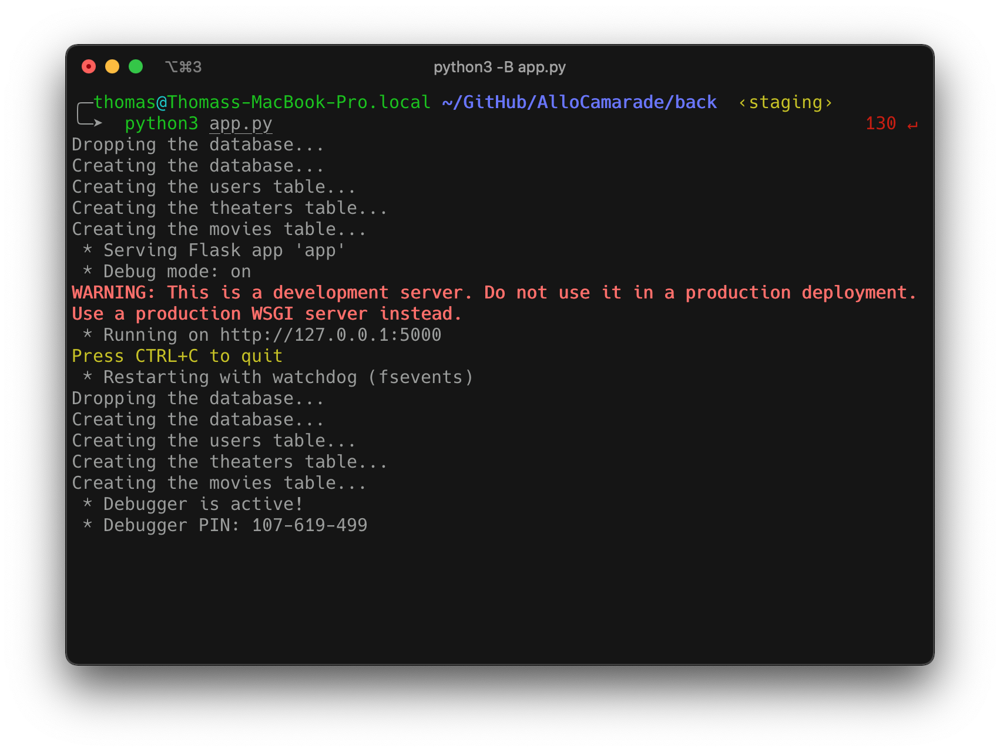 ⌥⌘3 python3 -B app.py
thomas@Thomass-MacBook-Pro.local ~/GitHub/AlloCamarade/back ‹staging›
➤ python3 app.py 130 ↵
Dropping the database...
Creating the database...
Creating the users table...
Creating the theaters table...
Creating the movies table...
 * Serving Flask app 'app'
 * Debug mode: on
WARNING: This is a development server. Do not use it in a production deployment.
Use a production WSGI server instead.
 * Running on http://127.0.0.1:5000
Press CTRL+C to quit
 * Restarting with watchdog (fsevents)
Dropping the database...
Creating the database...
Creating the users table...
Creating the theaters table...
Creating the movies table...
 * Debugger is active!
 * Debugger PIN: 107-619-499